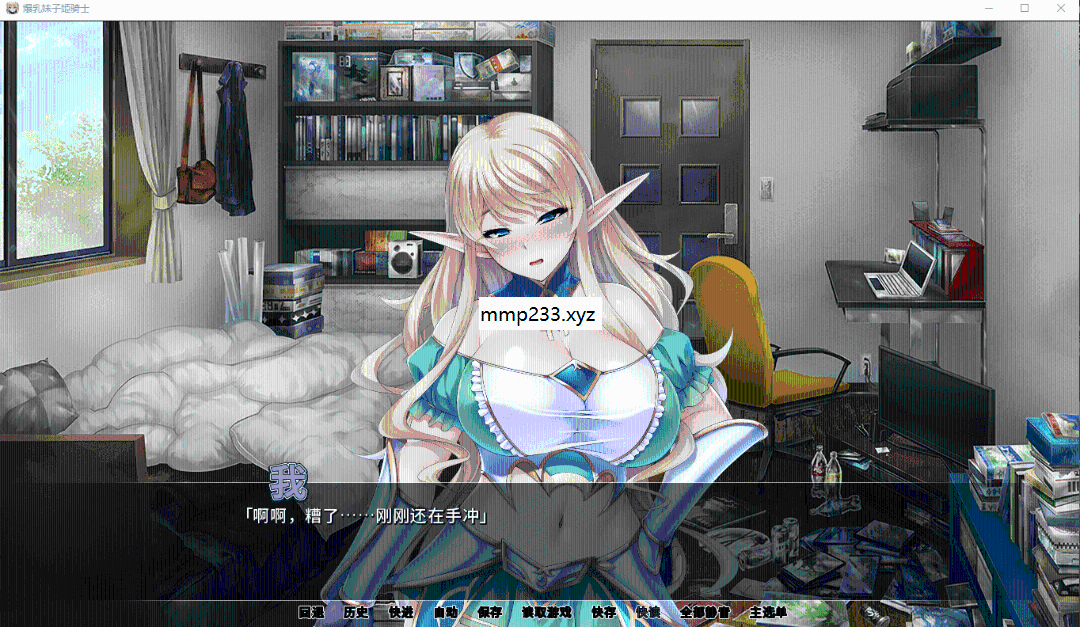 爆乳妹子姫骑士
mmp233.xyz
我
「啊啊，糟了……刚刚还在手冲」
回退 历史 快进 自动 保存 读取游戏 快存 快读 全部静音 主选单